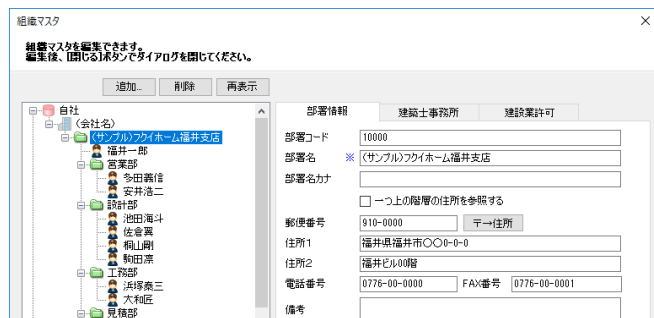 組織マスタ
組織マスタを編集できます。
編集後、[閉じる]ボタンでダイアログを閉じてください。
追加... 削除 再表示
自社
(会社名)
(サンプル)フクイホーム福井支店
福井一郎
営業部
多田義信
安井浩二
設計部
池田海斗
佐倉翼
桐山剛
駒田凛
工務部
浜塚泰三
大和匠
見積部
部署情報 建築士事務所 建設業許可
部署コード 10000
部署名 ※ (サンプル)フクイホーム福井支店
部署名カナ
一つ上の階層の住所を参照する
郵便番号 910-0000 〒→住所
住所1 福井県福井市〇〇0-0-0
住所2 福井ビル00階
電話番号 0776-00-0000 FAX番号 0776-00-0001
備考